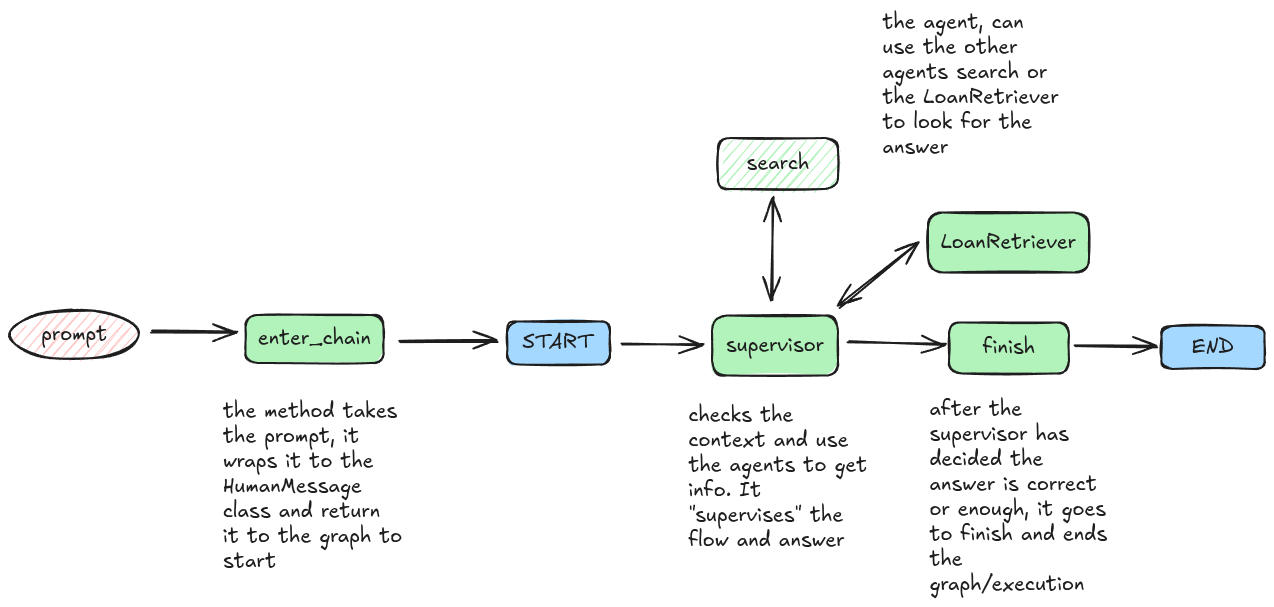 the agent, can
use the other
agents search or
the LoanRetriever
to look for the
answer
search
LoanRetriever
prompt
enter_chain
START
supervisor
finish
END
the method takes
the prompt, it
wraps it to the
HumanMessage
class and return
it to the graph to
start
checks the
context and use
the agents to get
info. It
"supervises" the
flow and answer
after the
supervisor has
decided the
answer is correct
or enough, it goes
to finish and ends
the
graph/execution